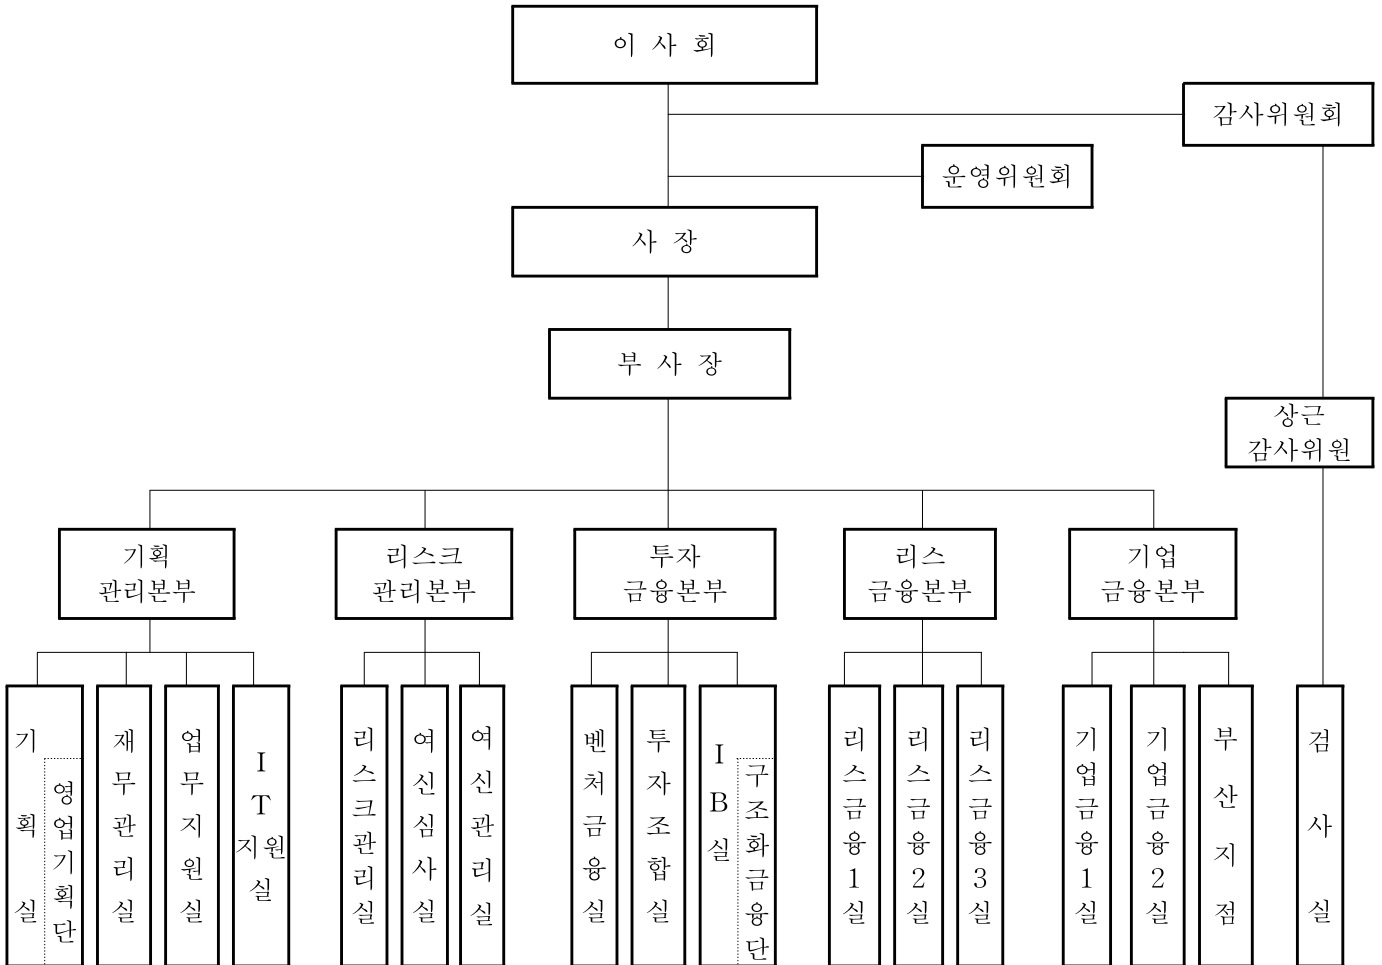 이 사 회
감사위원회
운영위원회
사 장
부 사 장
상근
감사위원
기획
관리본부
리스크
관리본부
투자
금융본부
리스
금융본부
기업
금융본부
기획실
영업기획단
재무관리실
업무지원실
IT지원실
리스크관리실
여신심사실
여신관리실
벤처금융실
투자조합실
IB실
구조화금융단
리스금융1실
리스금융2실
리스금융3실
기업금융1실
기업금융2실
부산지점
검사실